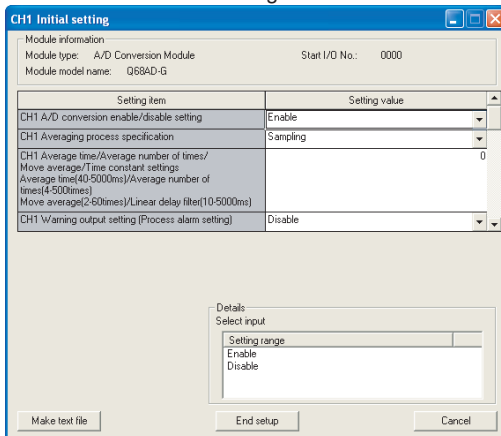 CH1 Initial setting
Module information
Module type: A/D Conversion Module Start I/O No.: 0000
Module model name: Q68AD-G
Setting item Setting value
CH1 A/D conversion enable/disable setting Enable
CH1 Averaging process specification Sampling
CH1 Average time/Average number of times/ 0
Move average/Time constant settings
Average time(40-5000ms)/Average number of
times(4-500times)
Move average(2-60times)/Linear delay filter(10-5000ms)
CH1 Warning output setting (Process alarm setting) Disable
Details
Select input
Setting range
Enable
Disable
Make text file End setup Cancel